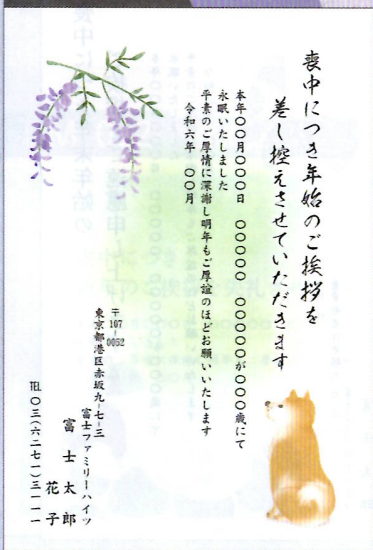 喪中につき年始のご挨拶を
差し控えさせていただきます
本年〇〇月〇〇〇日　〇〇〇〇〇　〇〇〇〇〇が〇〇〇歳にて
永眠いたしました
平素のご厚情に深謝し明年もご厚誼のほどお願いいたします
令和六年　〇〇月
〒107-0052
東京都港区赤坂九-七-三
富士ファミリーハイツ
富士太郎
花子
TEL〇三(六二七一)三一一一